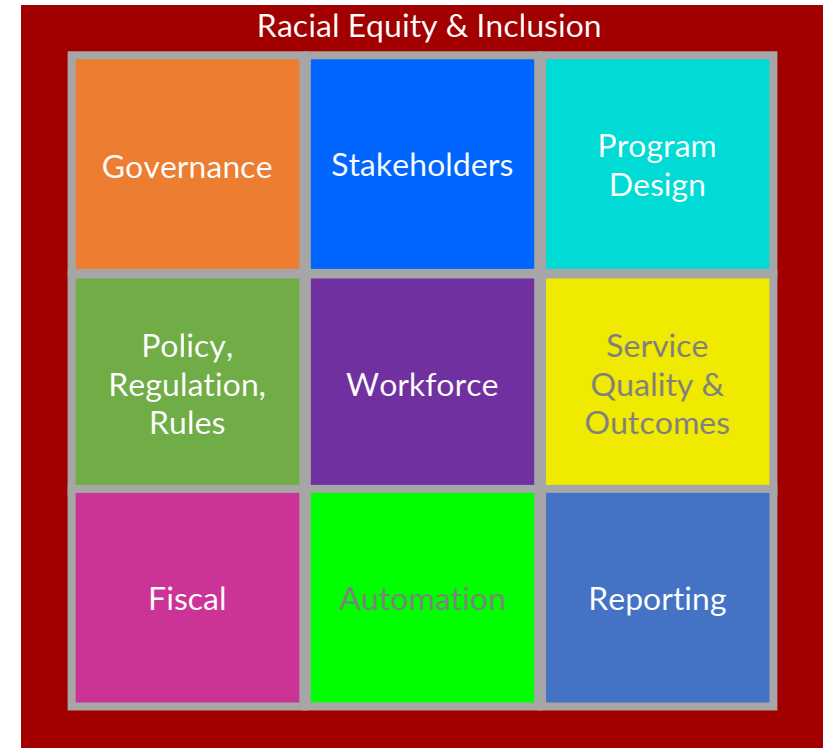 Racial Equity & Inclusion
Governance
Stakeholders
Program
Design
Policy,
Regulation,
Rules
Workforce
Service
Quality &
Outcomes
Fiscal
Automation
Reporting